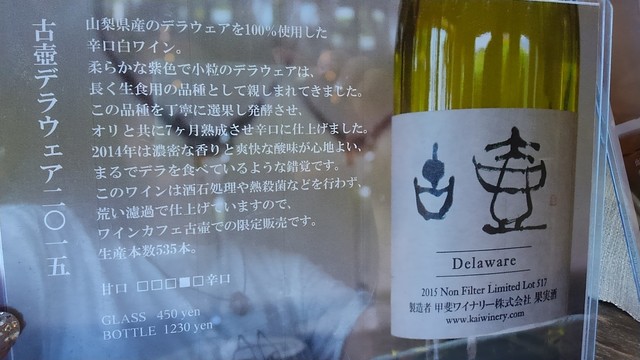 古壺デラウェア二〇一五
山梨県産のデラウェアを100%使用した
辛口白ワイン。
柔らかな紫色で小粒のデラウェアは、
長く生食用の品種として親しまれてきました。
この品種を丁寧に選果し発酵させ、
オリと共に7ヶ月熟成させ辛口に仕上げました。
2014年は濃密な香りと爽快な酸味が心地よい、
まるでデラを食べているような錯覚です。
このワインは酒石処理や熱殺菌などを行わず、
荒い濾過で仕上げていますので、
ワインカフェ古壺での限定販売です。
生産本数535本。
甘口 □□□■□辛口
GLASS 450 yen
BOTTLE 1230 yen
古壺
Delaware
2015 Non Filter Limited Lot 517
製造者 甲斐ワイナリー株式会社 果実酒
www.kaiwinery.com